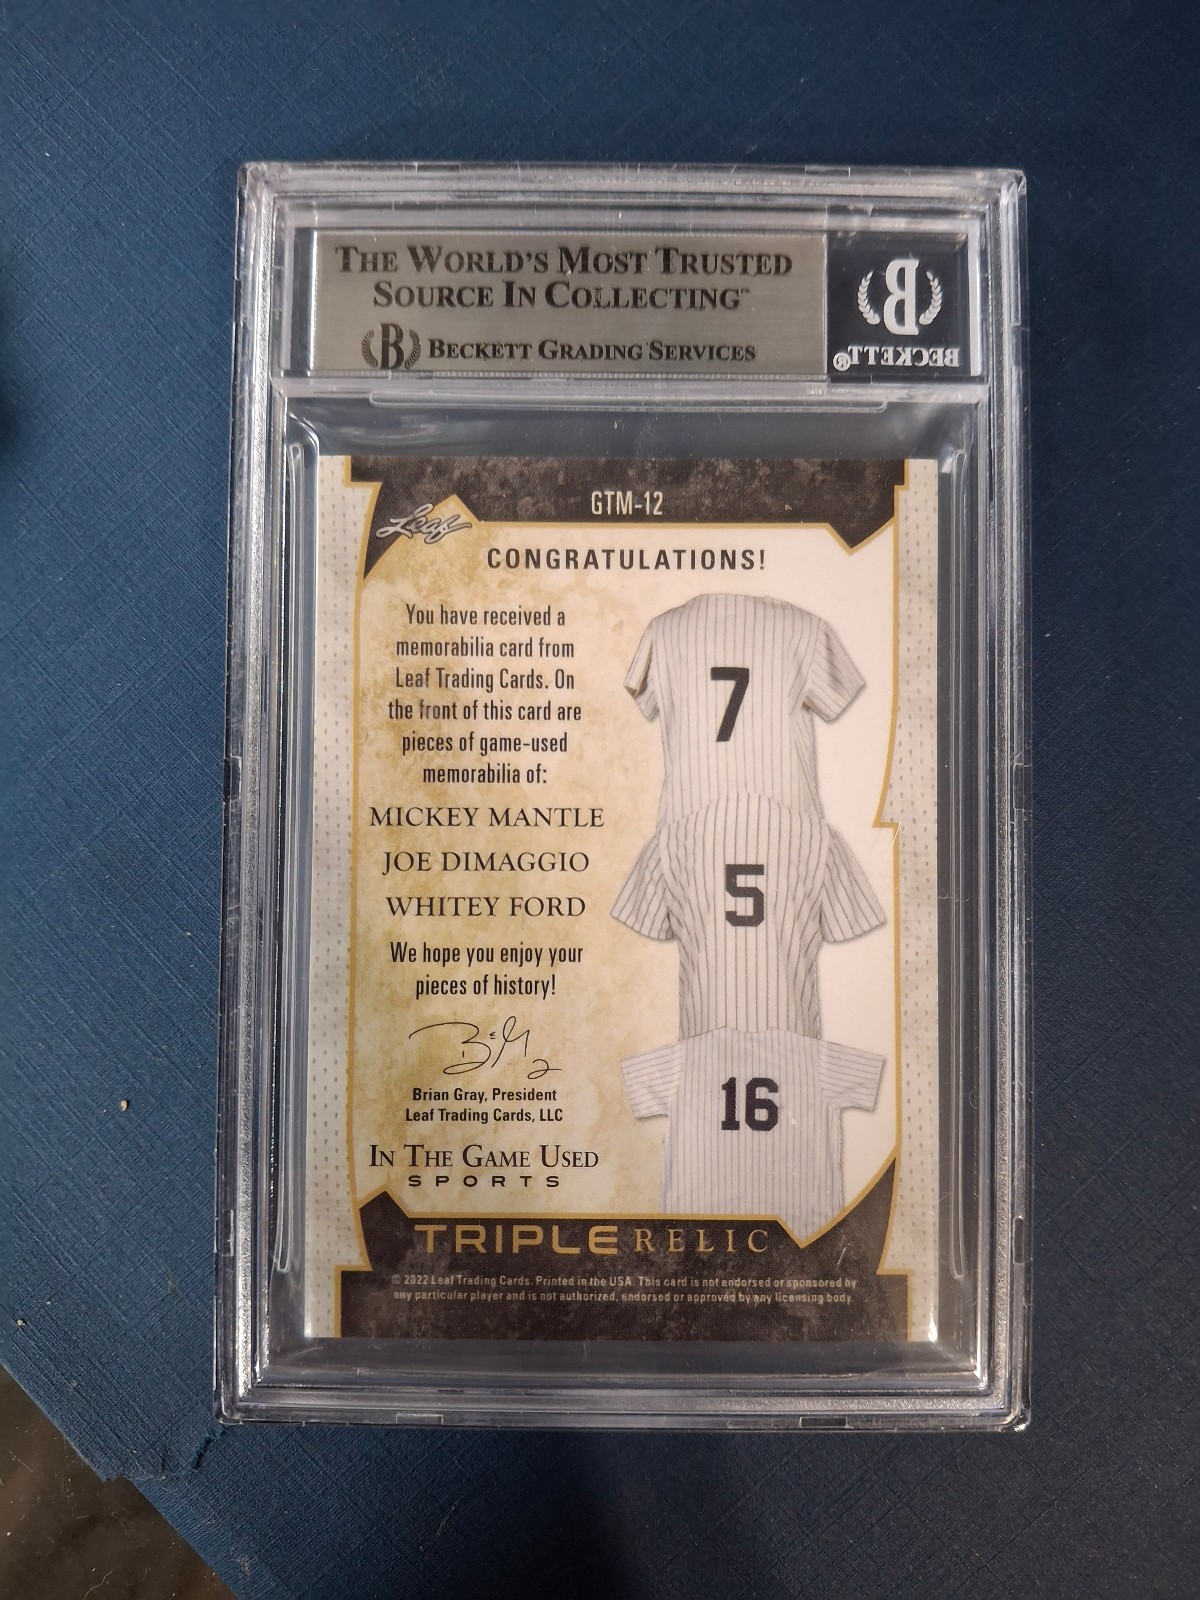 THE WORLD'S MOST TRUSTED
SOURCE IN COLLECTING™
B BECKETT GRADING SERVICES
B
BECKETT®
GTM-12
Leaf
CONGRATULATIONS!
You have received a
memorabilia card from
Leaf Trading Cards. On
the front of this card are
pieces of game-used
memorabilia of:
MICKEY MANTLE
JOE DIMAGGIO
WHITEY FORD
We hope you enjoy your
pieces of history!
Brian Gray, President
Leaf Trading Cards, LLC
IN THE GAME USED
SPORTS
7
5
16
TRIPLE RELIC
© 2022 Leaf Trading Cards. Printed in the USA. This card is not endorsed or sponsored by
any particular player and is not authorized, endorsed or approved by any licensing body.